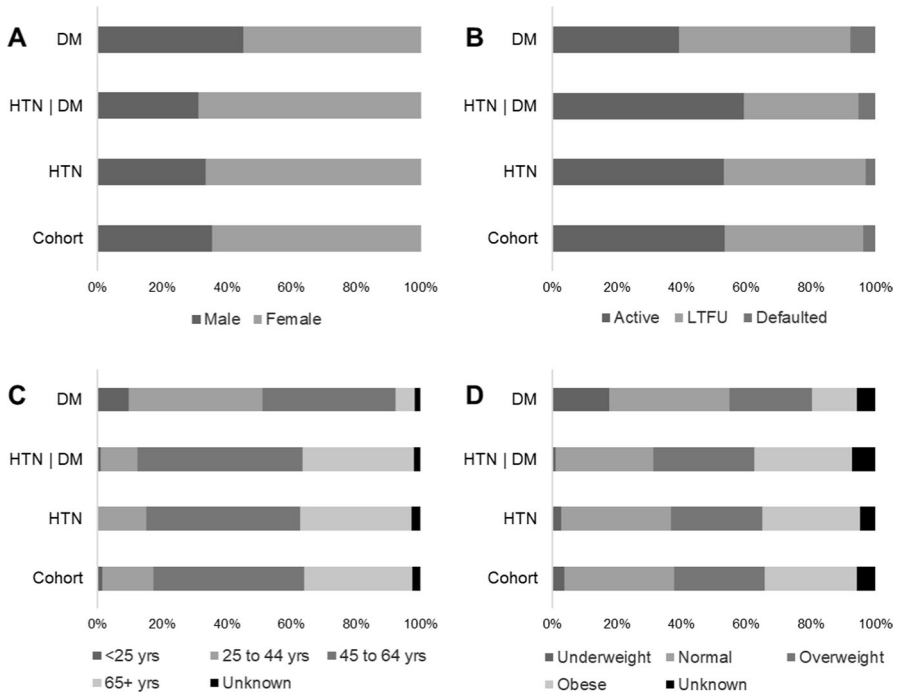 A
DM
HTN | DM
HTN
Cohort
0% 20% 40% 60% 80% 100%
Male Female
B
DM
HTN | DM
HTN
Cohort
0% 20% 40% 60% 80% 100%
Active LTFU Defaulted
C
DM
HTN | DM
HTN
Cohort
0% 20% 40% 60% 80% 100%
<25 yrs 25 to 44 yrs 45 to 64 yrs
65+ yrs Unknown
D
DM
HTN | DM
HTN
Cohort
0% 20% 40% 60% 80% 100%
Underweight Normal Overweight
Obese Unknown